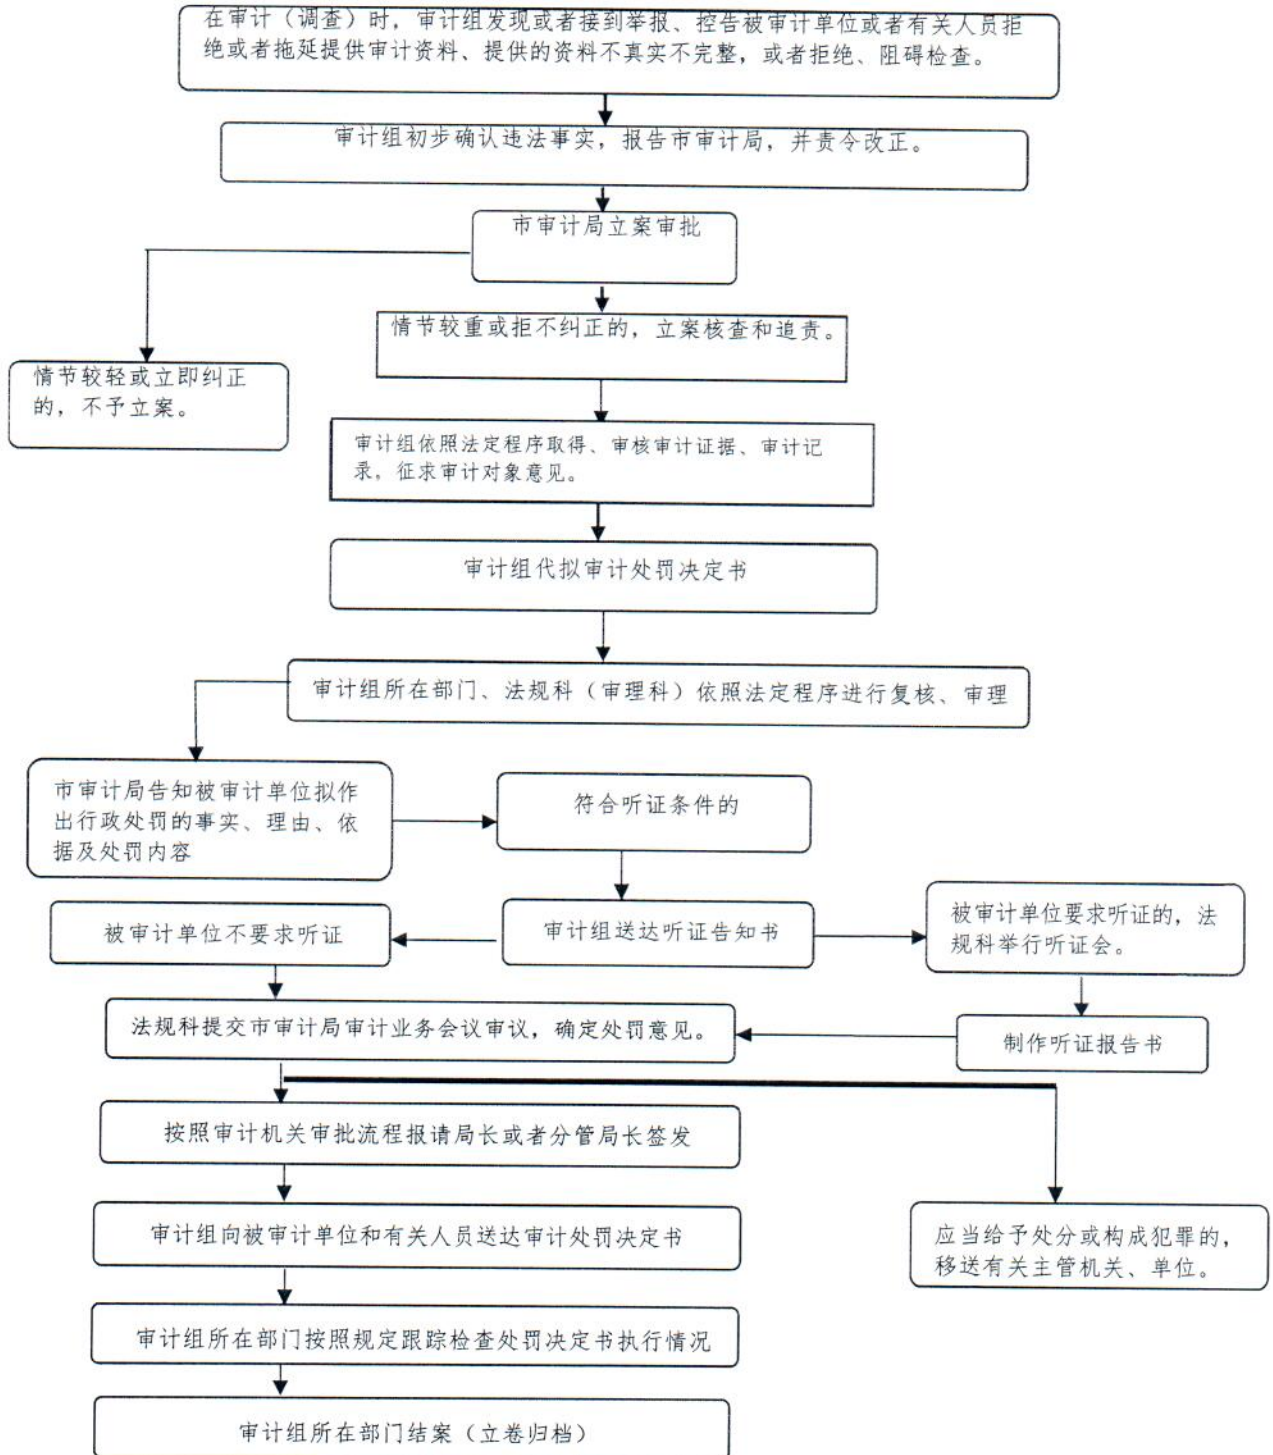 在审计（调查）时，审计组发现或者接到举报、控告被审计单位或者有关人员拒
绝或者拖延提供审计资料、提供的资料不真实不完整，或者拒绝、阻碍检查。
审计组初步确认违法事实，报告市审计局，并责令改正。
市审计局立案审批
情节较重或拒不纠正的，立案核查和追责。
情节较轻或立即纠正
的，不予立案。
审计组依照法定程序取得、审核审计证据、审计记
录，征求审计对象意见。
审计组代拟审计处罚决定书
审计组所在部门、法规科（审理科）依照法定程序进行复核、审理
市审计局告知被审计单位拟作
出行政处罚的事实、理由、依
据及处罚内容
符合听证条件的
被审计单位不要求听证
审计组送达听证告知书
被审计单位要求听证的，法
规科举行听证会。
法规科提交市审计局审计业务会议审议，确定处罚意见。
制作听证报告书
按照审计机关审批流程报请局长或者分管局长签发
审计组向被审计单位和有关人员送达审计处罚决定书
应当给予处分或构成犯罪的，
移送有关主管机关、单位。
审计组所在部门按照规定跟踪检查处罚决定书执行情况
审计组所在部门结案（立卷归档）